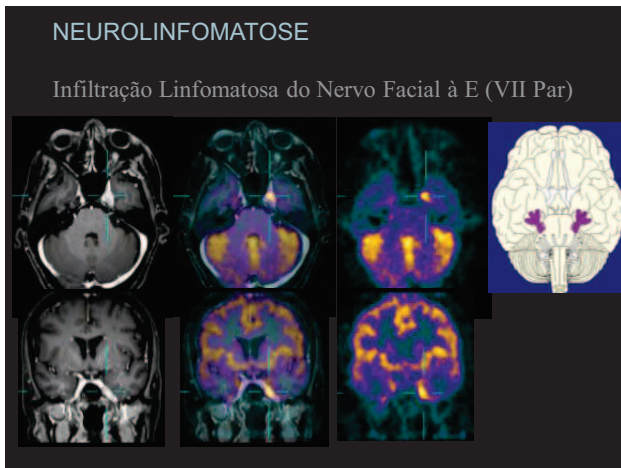 NEUROLINFOMATOSE
Infiltração Linfomatosa do Nervo Facial à E (VII Par)